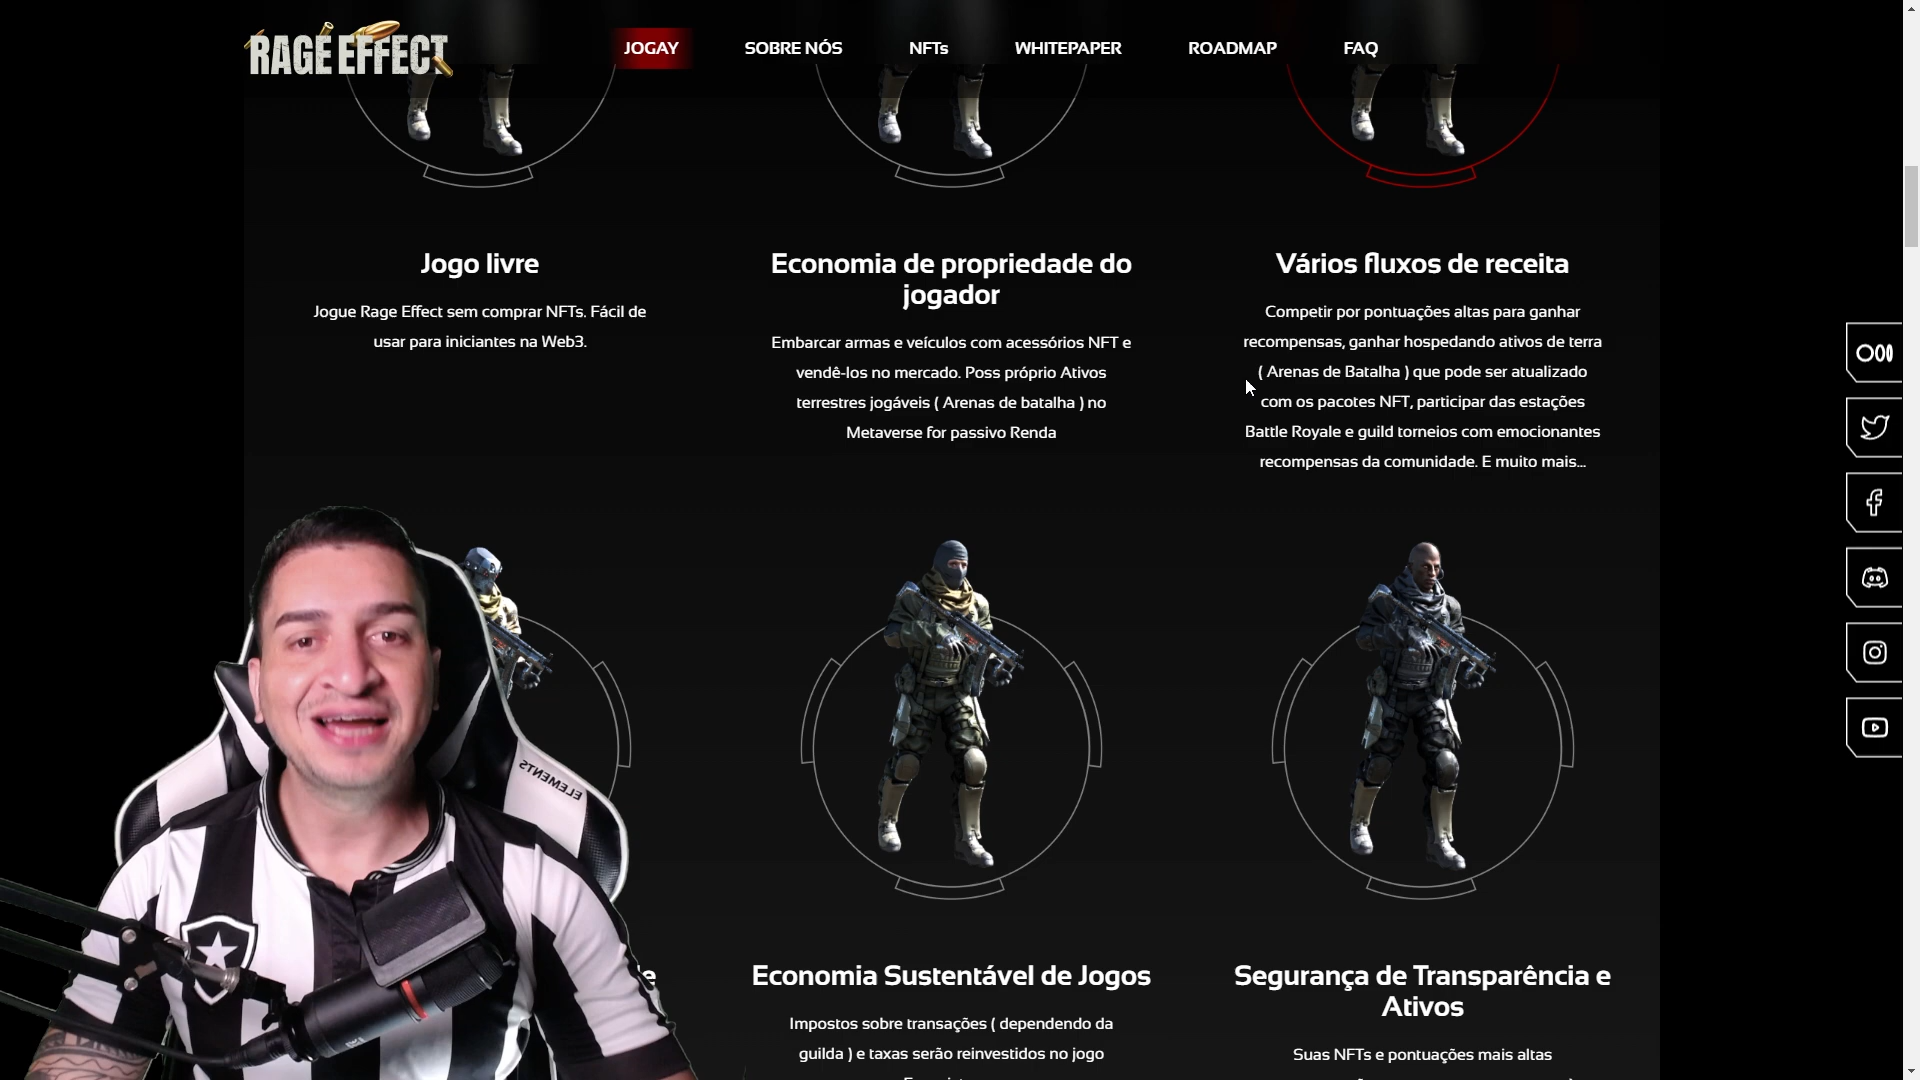 RAGE EFFECT
JOGAY
SOBRE NÓS
NFTs
WHITEPAPER
ROADMAP
FAQ
Jogo livre
Jogue Rage Effect sem comprar NFTs. Fácil de
usar para iniciantes na Web3.
Economia de propriedade do
jogador
Embarcar armas e veículos com acessórios NFT e
vendê-los no mercado. Poss próprio Ativos
terrestres jogáveis ( Arenas de batalha ) no
Metaverse for passivo Renda
Vários fluxos de receita
Competir por pontuações altas para ganhar
recompensas, ganhar hospedando ativos de terra
( Arenas de Batalha ) que pode ser atualizado
com os pacotes NFT, participar das estações
Battle Royale e guild torneios com emocionantes
recompensas da comunidade. E muito mais...
ELEMENTS
Economia Sustentável de Jogos
Impostos sobre transações ( dependendo da
guilda ) e taxas serão reinvestidos no jogo
Segurança de Transparência e
Ativos
Suas NFTs e pontuações mais altas